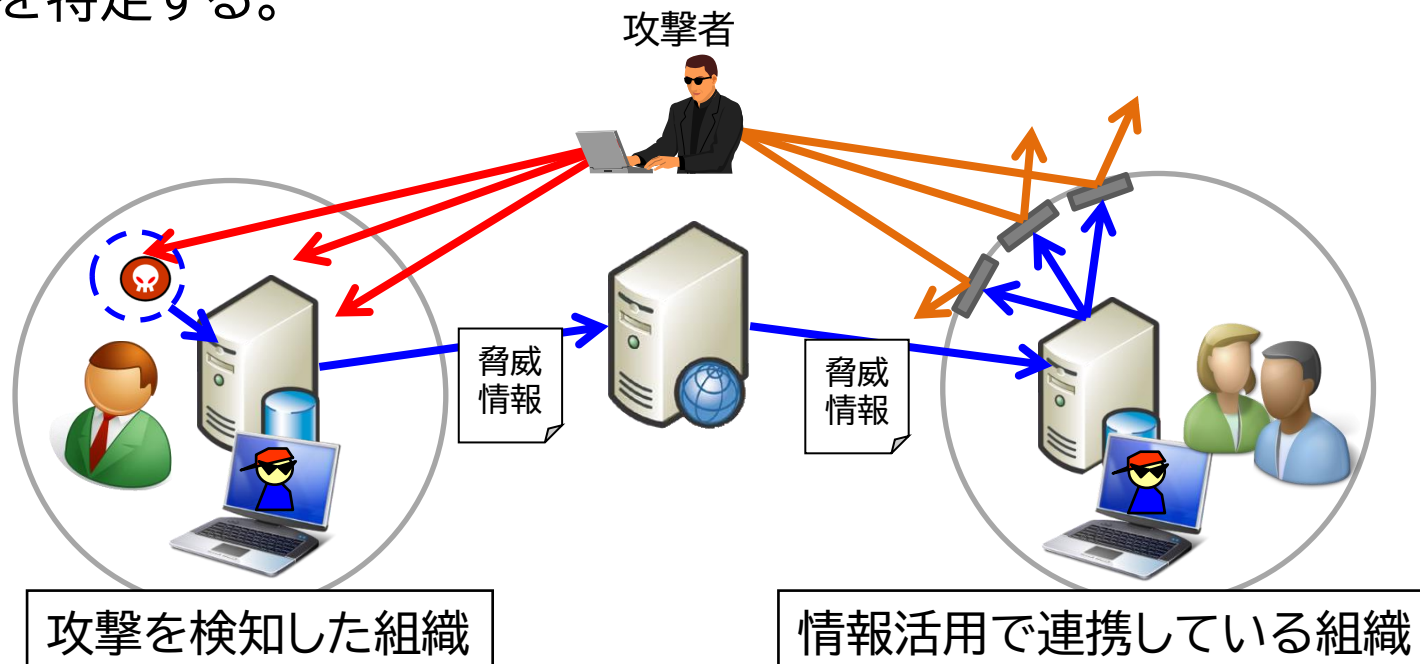 を特定する。
攻撃者
脅威
情報
脅威
情報
攻撃を検知した組織
情報活用で連携している組織